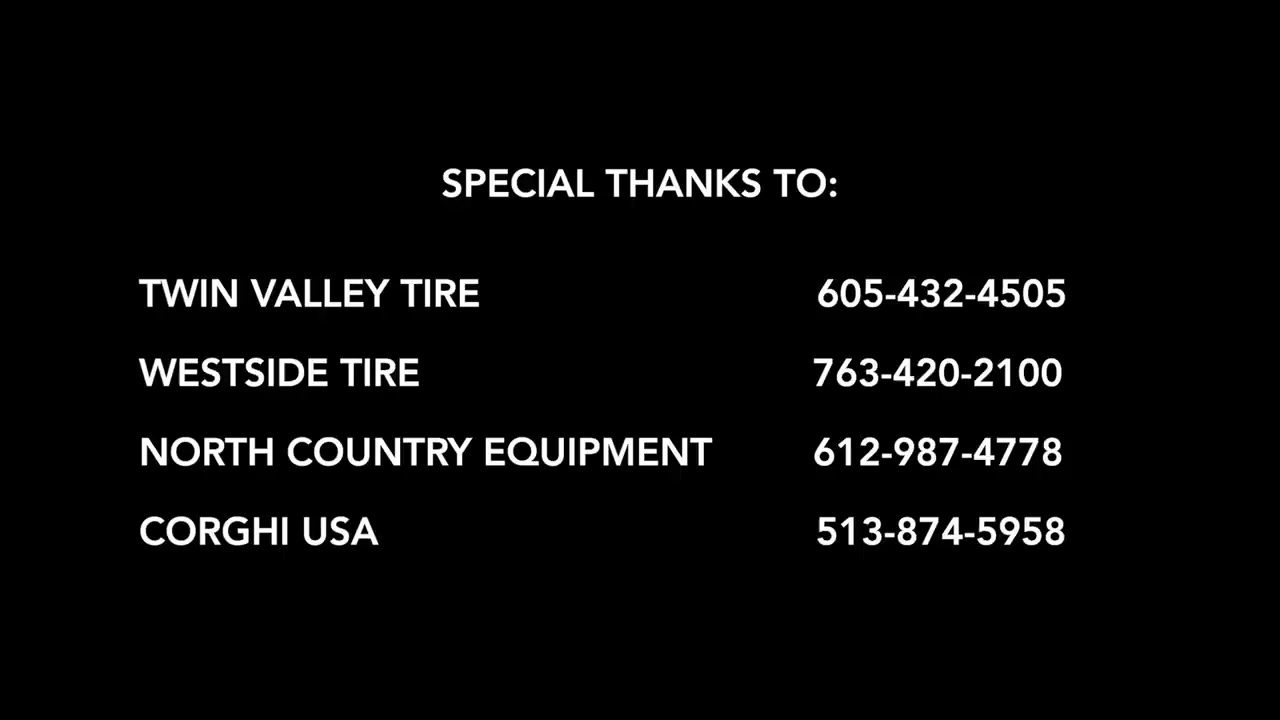 SPECIAL THANKS TO:
TWIN VALLEY TIRE 605-432-4505
WESTSIDE TIRE 763-420-2100
NORTH COUNTRY EQUIPMENT 612-987-4778
CORGHI USA 513-874-5958